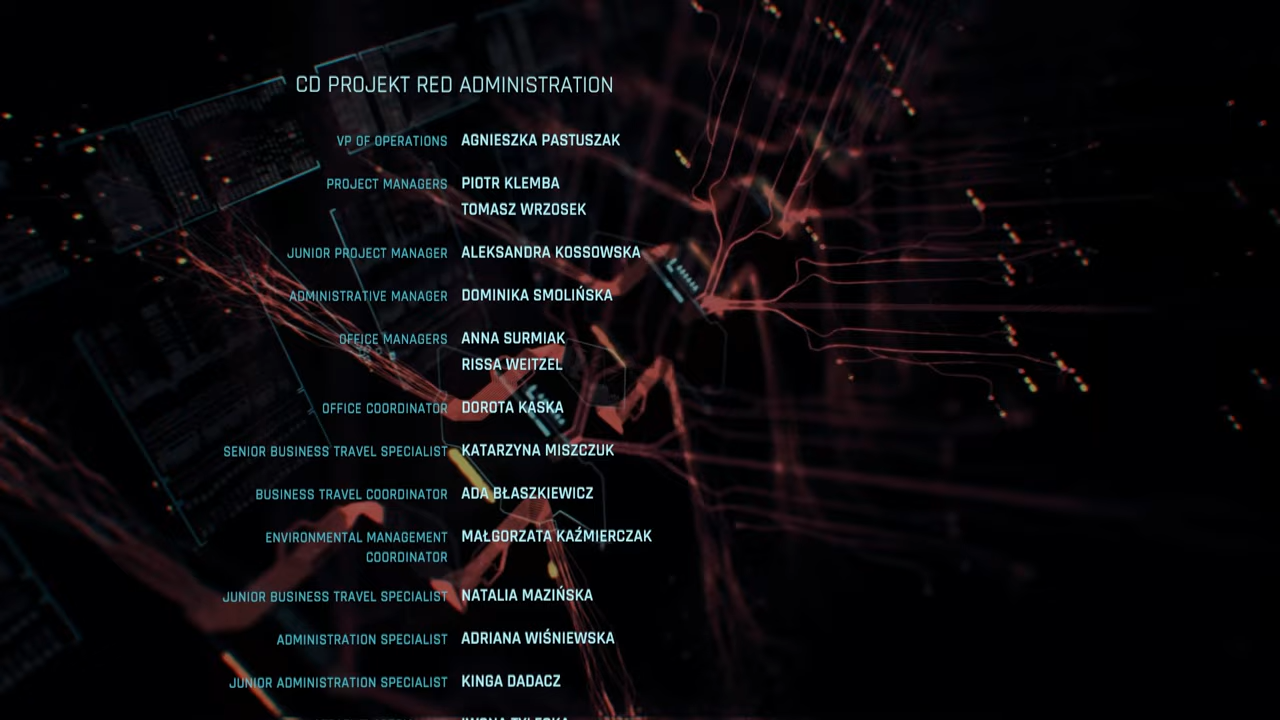 CD PROJEKT RED ADMINISTRATION
VP OF OPERATIONS AGNIESZKA PASTUSZAK
PROJECT MANAGERS PIOTR KLEMBA
TOMASZ WRZOSEK
JUNIOR PROJECT MANAGER ALEKSANDRA KOSSOWSKA
ADMINISTRATIVE MANAGER DOMINIKA SMOLIŃSKA
OFFICE MANAGERS ANNA SURMIAK
RISSA WEITZEL
OFFICE COORDINATOR DOROTA KASKA
SENIOR BUSINESS TRAVEL SPECIALIST KATARZYNA MISZCZUK
BUSINESS TRAVEL COORDINATOR ADA BŁASZKIEWICZ
ENVIRONMENTAL MANAGEMENT MAŁGORZATA KAŹMIERCZAK
COORDINATOR
JUNIOR BUSINESS TRAVEL SPECIALIST NATALIA MAZIŃSKA
ADMINISTRATION SPECIALIST ADRIANA WIŚNIEWSKA
JUNIOR ADMINISTRATION SPECIALIST KINGA DADACZ